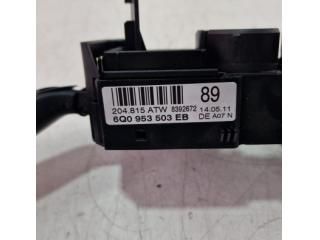 89
204.815 ATW 8392672 14.05.11
6Q0 953 503 EB DE A07 N